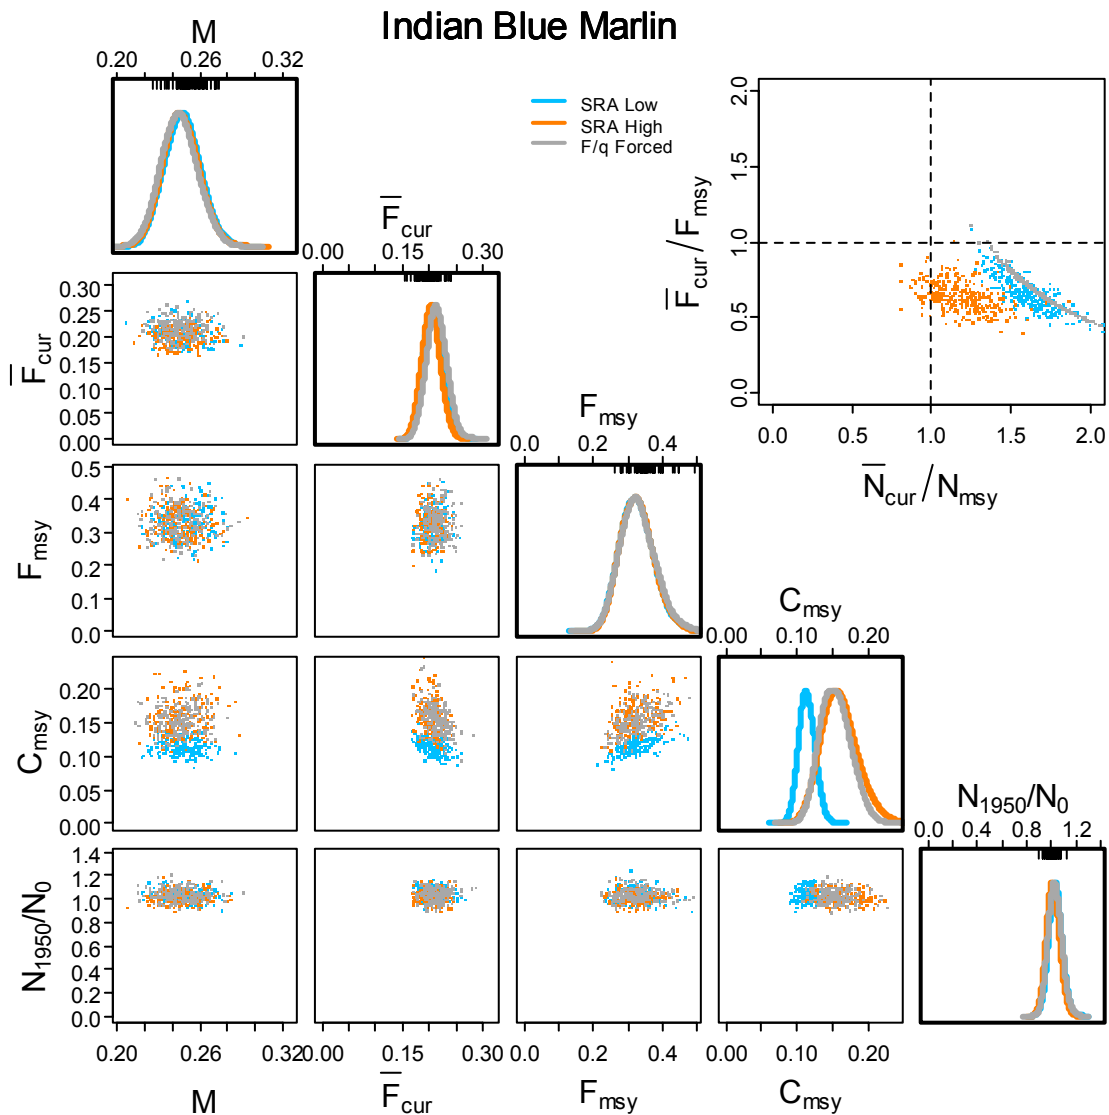 Indian Blue Marlin
M
0.20 0.26 0.32
SRA Low
SRA High
F/q Forced
F̅cur
0.00 0.15 0.30
F̅cur / Fmsy
0.0 0.5 1.0 1.5 2.0
0.0 0.5 1.0 1.5 2.0
N̅cur / Nmsy
F̅cur
0.30
0.25
0.20
0.15
0.10
0.05
0.00
Fmsy
0.0 0.2 0.4
Fmsy
0.5
0.4
0.3
0.2
0.1
0.0
Cmsy
0.00 0.10 0.20
Cmsy
0.20
0.15
0.10
0.05
0.00
N1950/N0
0.0 0.4 0.8 1.2
N1950/N0
1.4
1.2
1.0
0.8
0.6
0.4
0.2
0.0
0.20 0.26 0.32 0.00 0.15 0.30 0.0 0.2 0.4 0.00 0.10 0.20
M F̅cur Fmsy Cmsy